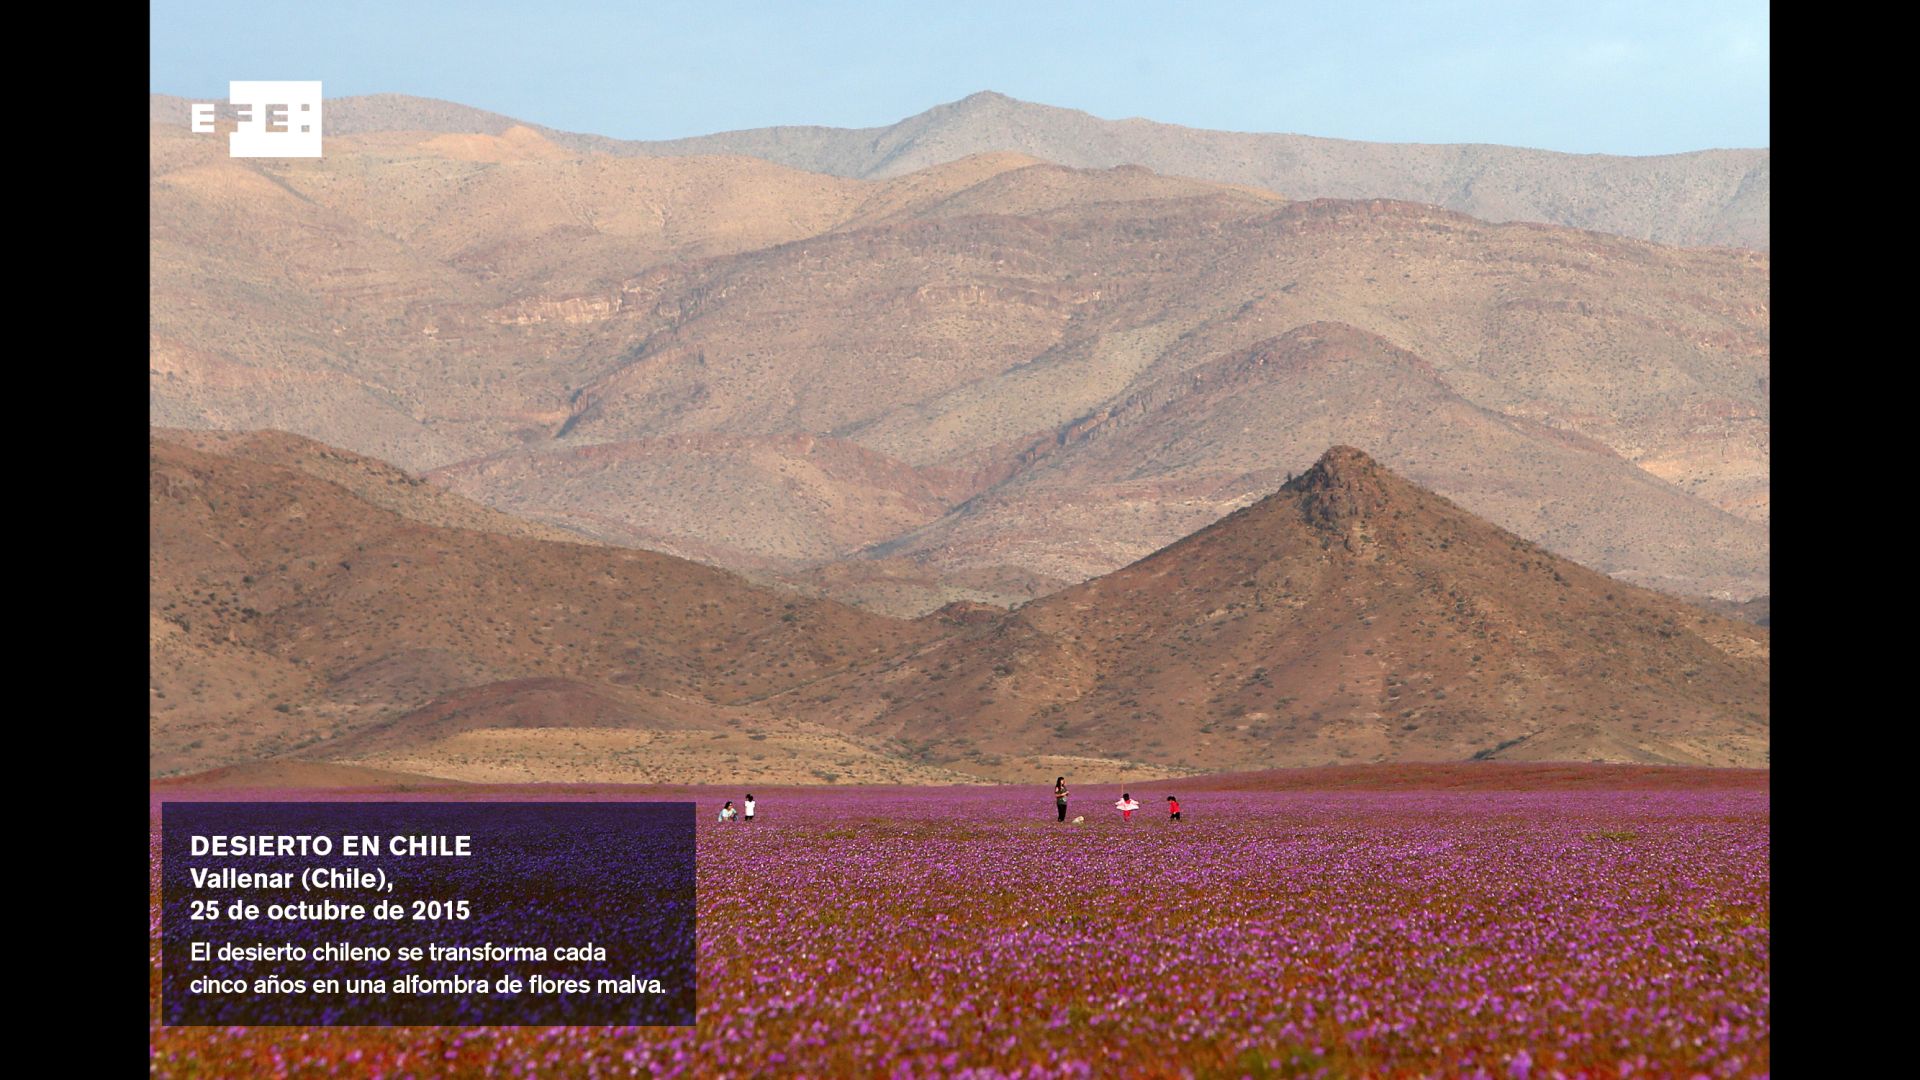 EFE:
DESIERTO EN CHILE
Vallenar (Chile),
25 de octubre de 2015
El desierto chileno se transforma cada
cinco años en una alfombra de flores malva.